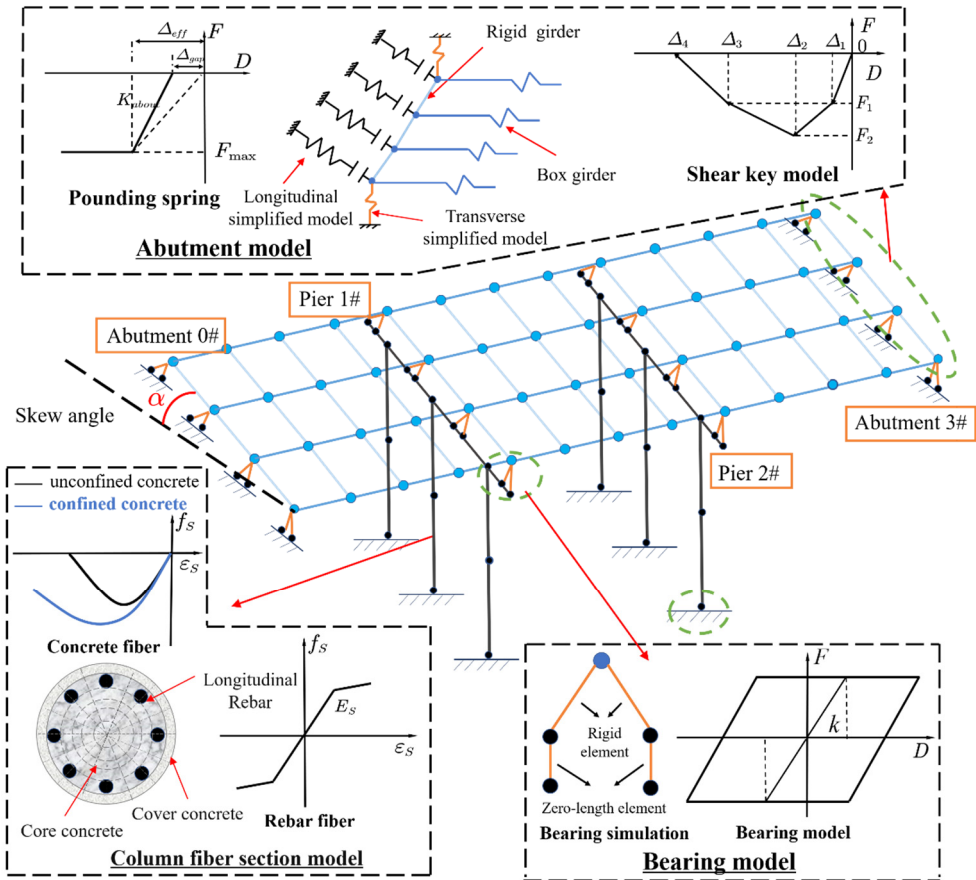 Δeff
F
Δgap
D
Kabout
Fmax
Pounding spring
Rigid girder
Box girder
Longitudinal
simplified model
Transverse
simplified model
Abutment model
F
Δ4
Δ3
Δ2
Δ1
0
D
F1
F2
Shear key model
Pier 1#
Abutment 0#
α
Skew angle
Abutment 3#
Pier 2#
unconfined concrete
confined concrete
fS
εS
Concrete fiber
Longitudinal
Rebar
Core concrete
Cover concrete
fS
ES
εS
Rebar fiber
Column fiber section model
Rigid
element
Zero-length element
Bearing simulation
F
k
D
Bearing model
Bearing model